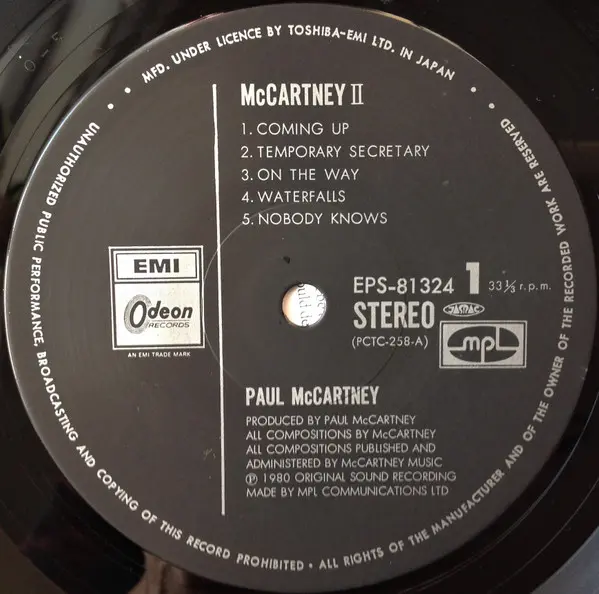 • MFD. UNDER LICENCE BY TOSHIBA-EMI LTD. IN JAPAN •
McCARTNEY II
1. COMING UP
2. TEMPORARY SECRETARY
3. ON THE WAY
4. WATERFALLS
5. NOBODY KNOWS
EMI
Odeon
RECORDS
AN EMI TRADE MARK
EPS-81324 1 33⅓ r.p.m.
STEREO JASRAC
(PCTC-258-A) mpl
PAUL McCARTNEY
PRODUCED BY PAUL McCARTNEY
ALL COMPOSITIONS BY McCARTNEY
ALL COMPOSITIONS PUBLISHED AND
ADMINISTERED BY McCARTNEY MUSIC
℗ 1980 ORIGINAL SOUND RECORDING
MADE BY MPL COMMUNICATIONS LTD
• UNAUTHORIZED PUBLIC PERFORMANCE, BROADCASTING AND COPYING OF THIS RECORD PROHIBITED • ALL RIGHTS OF THE MANUFACTURER AND OF THE OWNER OF THE RECORDED WORK ARE RESERVED •